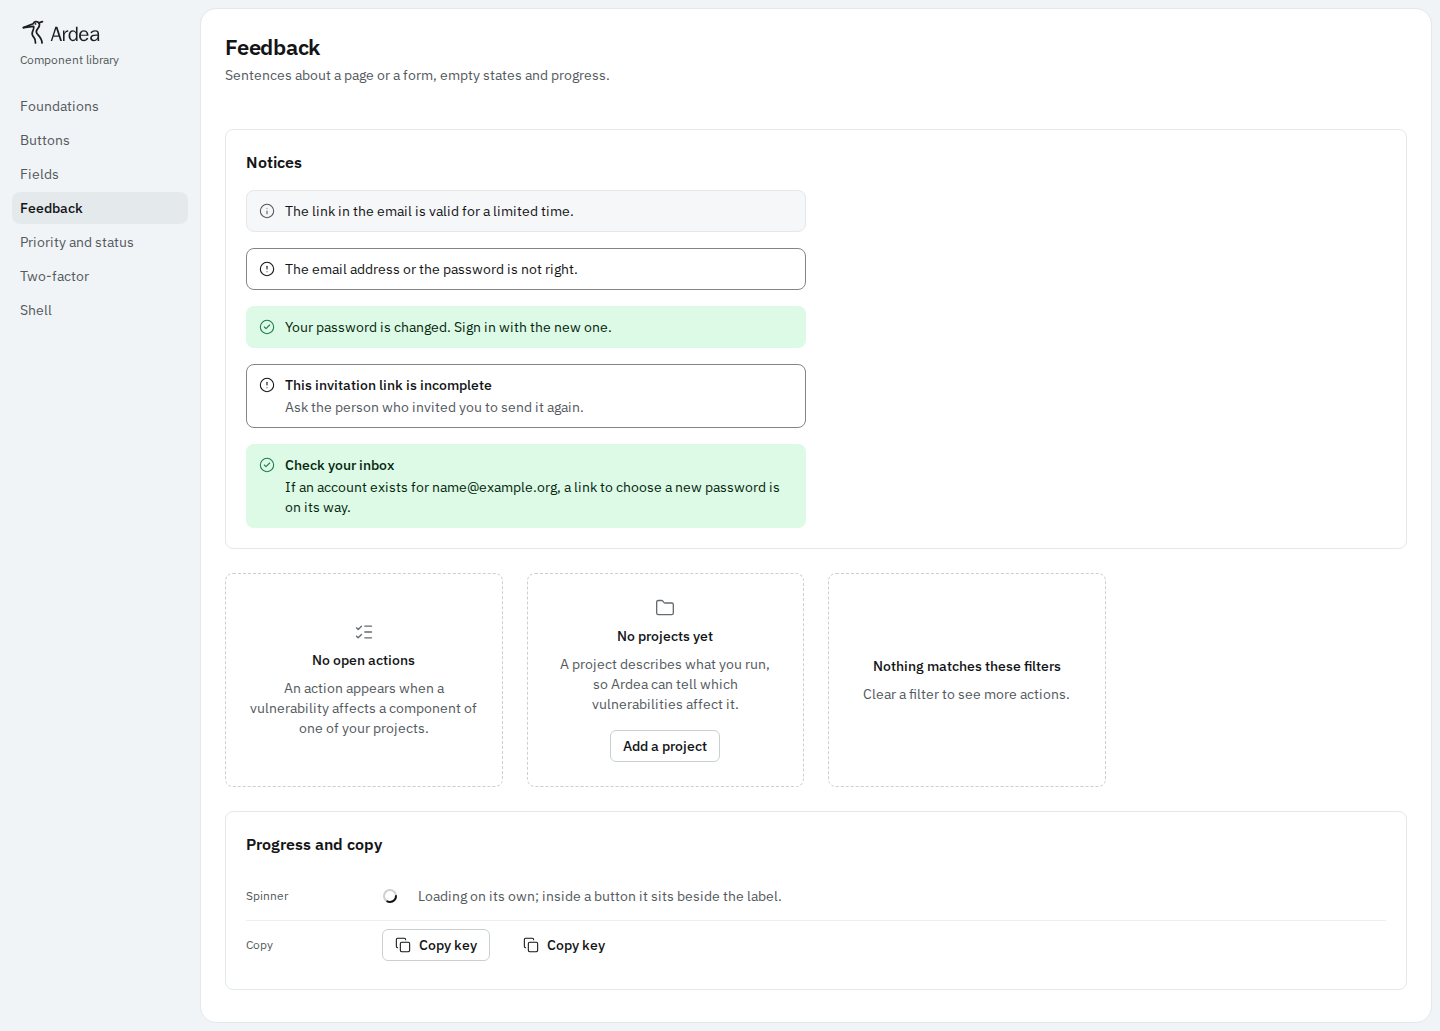 Ardea
Component library
Foundations
Buttons
Fields
Feedback
Priority and status
Two-factor
Shell
Feedback
Sentences about a page or a form, empty states and progress.
Notices
The link in the email is valid for a limited time.
The email address or the password is not right.
Your password is changed. Sign in with the new one.
This invitation link is incomplete
Ask the person who invited you to send it again.
Check your inbox
If an account exists for name@example.org, a link to choose a new password is
on its way.
No open actions
An action appears when a
vulnerability affects a component of
one of your projects.
No projects yet
A project describes what you run,
so Ardea can tell which
vulnerabilities affect it.
Add a project
Nothing matches these filters
Clear a filter to see more actions.
Progress and copy
Spinner
Loading on its own; inside a button it sits beside the label.
Copy
Copy key
Copy key